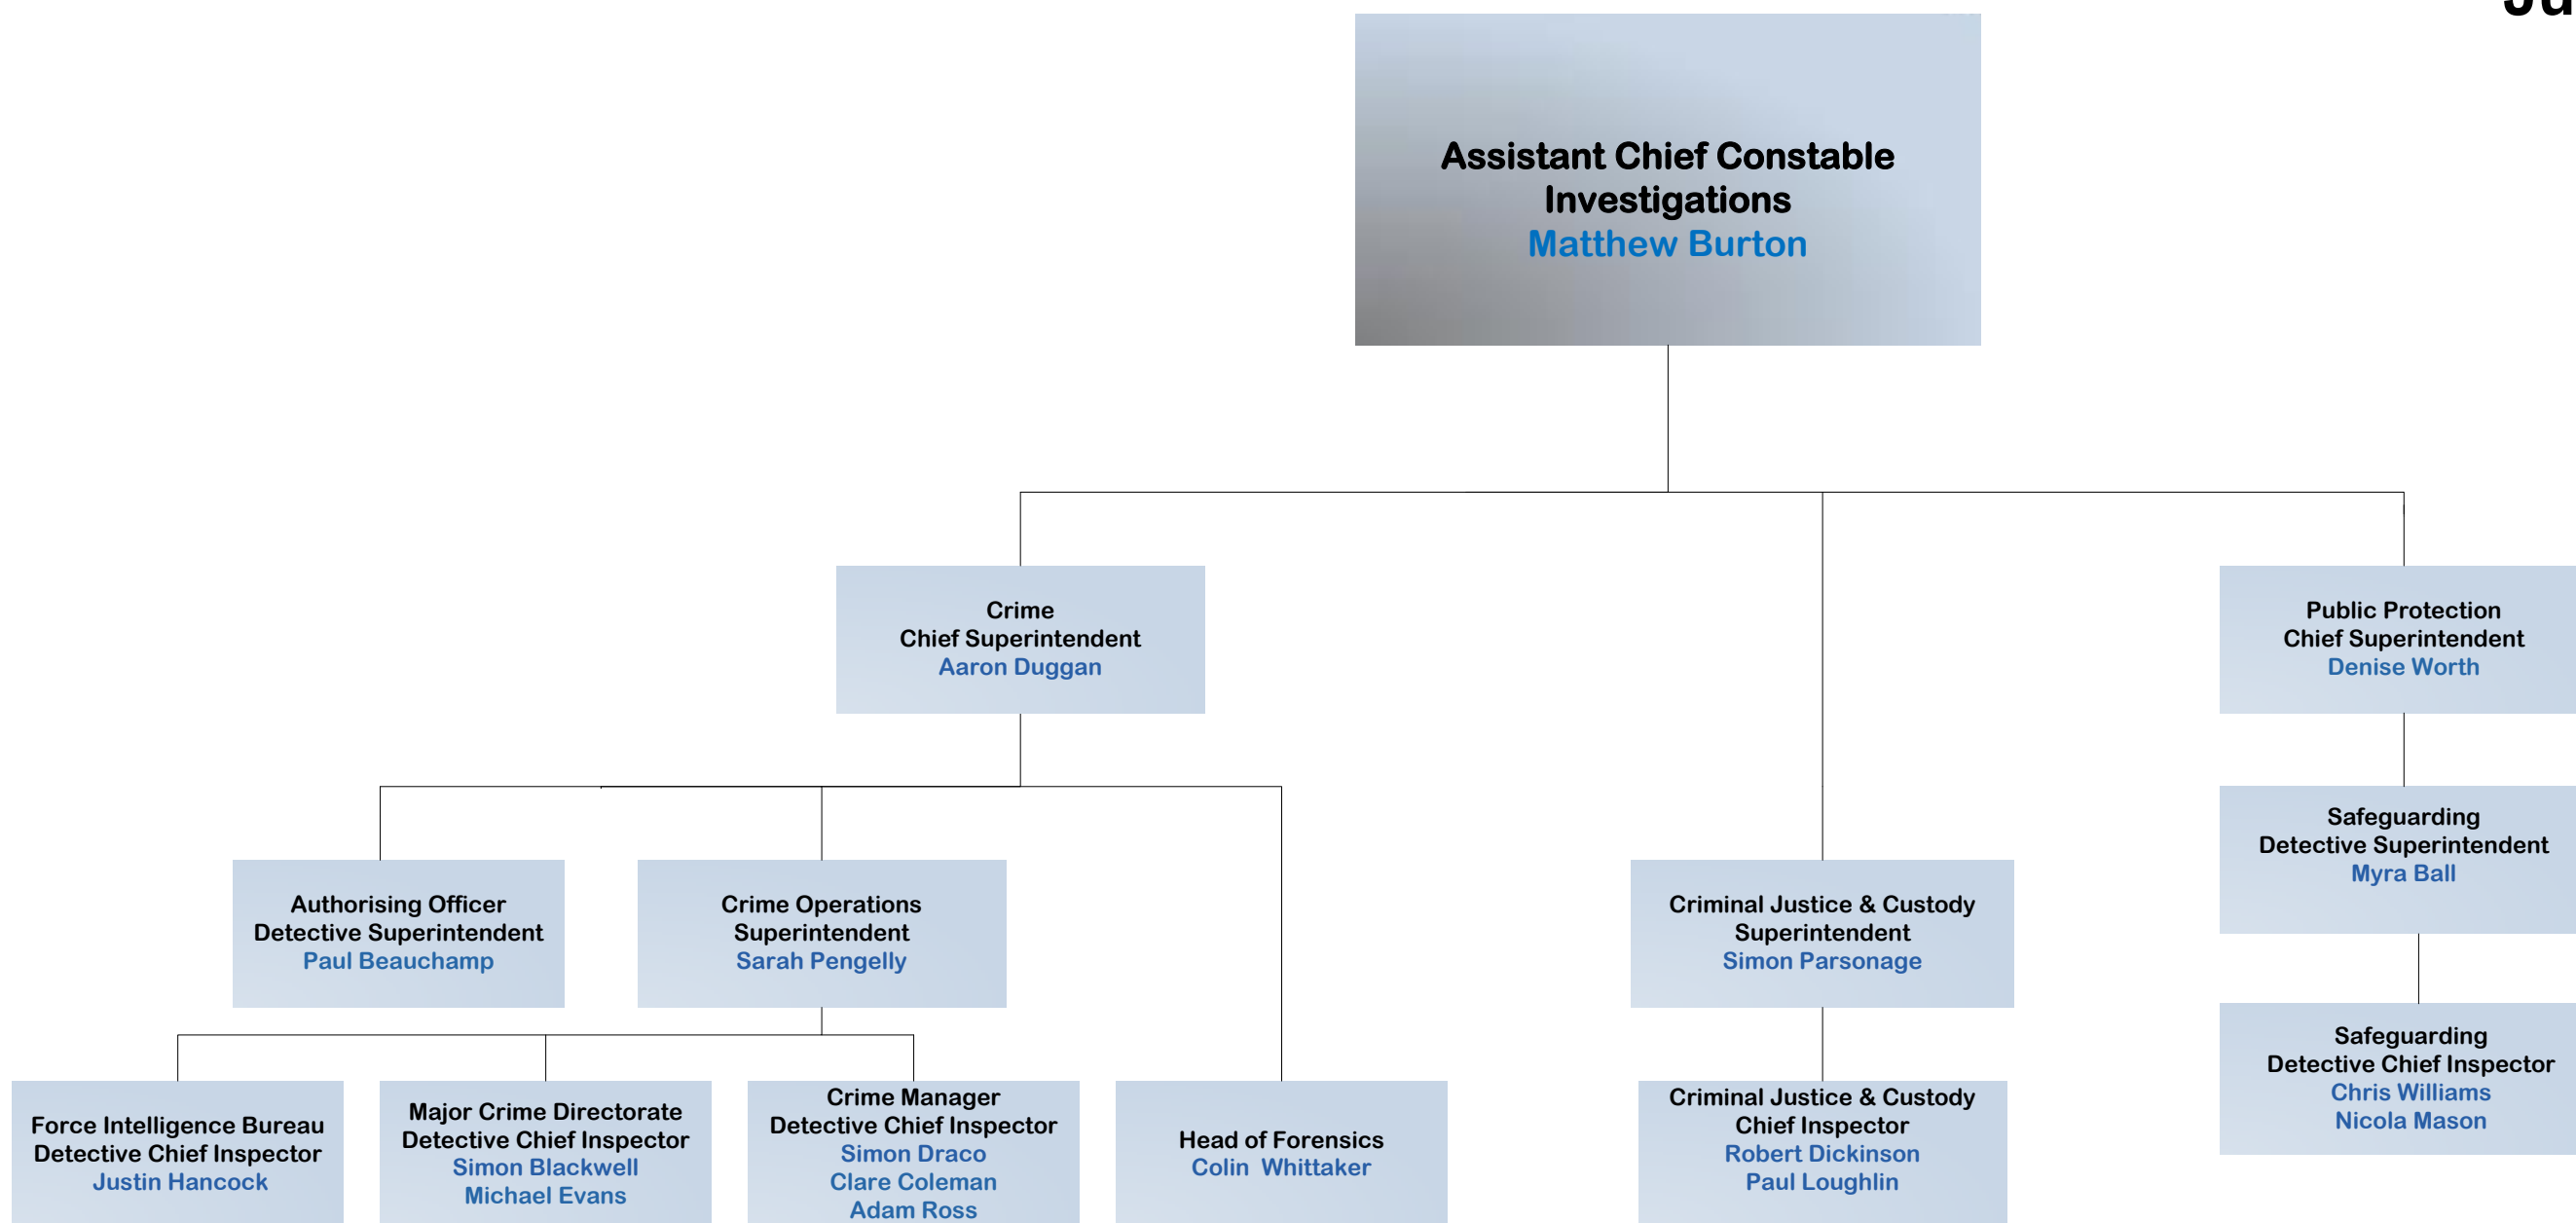 Assistant Chief Constable
Investigations
Matthew Burton
Crime
Chief Superintendent
Aaron Duggan
Public Protection
Chief Superintendent
Denise Worth
Authorising Officer
Detective Superintendent
Paul Beauchamp
Crime Operations
Superintendent
Sarah Pengelly
Criminal Justice & Custody
Superintendent
Simon Parsonage
Safeguarding
Detective Superintendent
Myra Ball
Force Intelligence Bureau
Detective Chief Inspector
Justin Hancock
Major Crime Directorate
Detective Chief Inspector
Simon Blackwell
Michael Evans
Crime Manager
Detective Chief Inspector
Simon Draco
Clare Coleman
Adam Ross
Head of Forensics
Colin Whittaker
Criminal Justice & Custody
Chief Inspector
Robert Dickinson
Paul Loughlin
Safeguarding
Detective Chief Inspector
Chris Williams
Nicola Mason